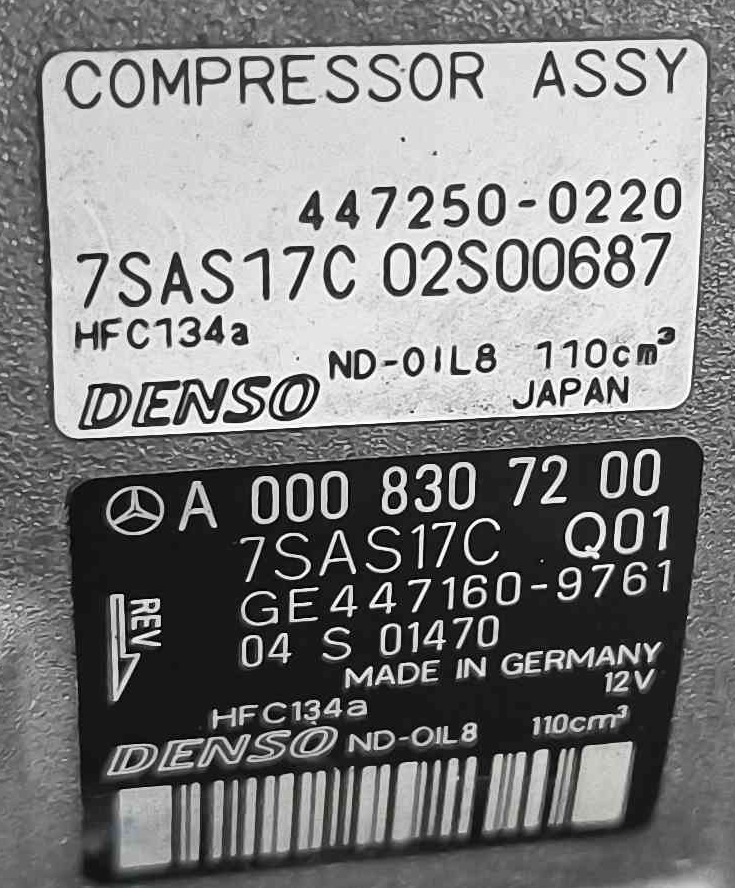 COMPRESSOR ASSY
447250-0220
7SAS17C 02S00687
HFC134a
ND-OIL8 110cm³
DENSO JAPAN
A 000 830 72 00
7SAS17C Q01
GE447160-9761
REV
04 S 01470
MADE IN GERMANY
12V
HFC134a
DENSO ND-OIL8 110cm³